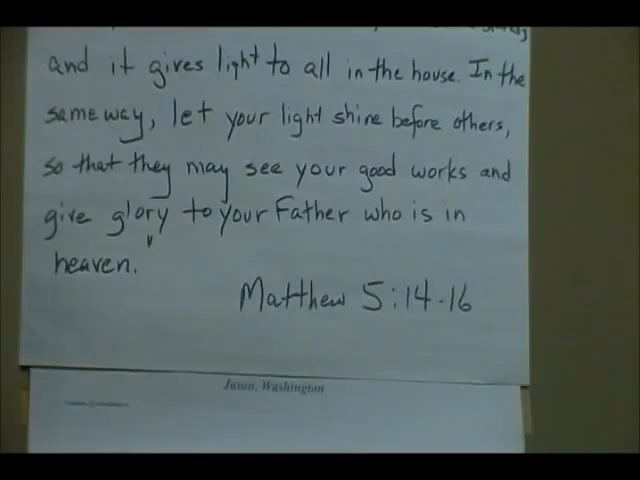 and it gives light to all in the house. In the
same way, let your light shine before others,
so that they may see your good works and
give glory to your Father who is in
heaven.
Matthew 5:14-16
Jason, Washington